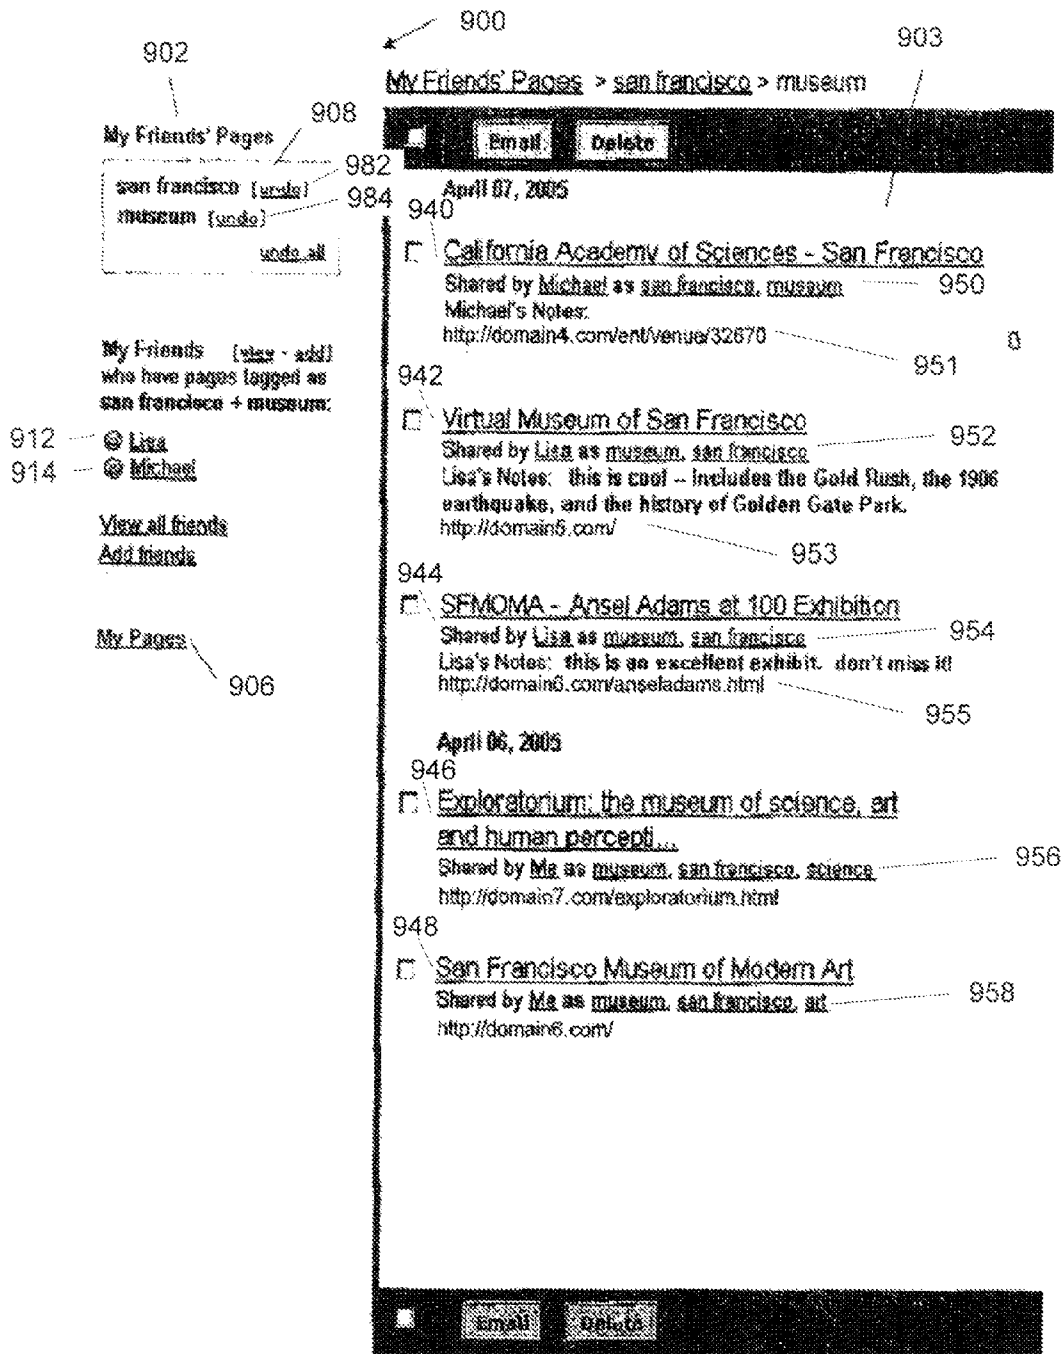 900
902
903
My Friends' Pages > san francisco > museum
908
My Friends' Pages
Email Delete
982
san francisco [undo]
April 07, 2005
984
museum [undo]
940
undo all
California Academy of Sciences - San Francisco
Shared by Michael as san francisco, museum
950
Michael's Notes:
http://domain4.com/ent/venue/32670
0
951
My Friends [view - add]
who have pages tagged as
san francisco + museum:
942
Virtual Museum of San Francisco
912
Lisa
Shared by Lisa as museum, san francisco
952
914
Michael
Lisa's Notes: this is cool -- includes the Gold Rush, the 1906
earthquake, and the history of Golden Gate Park.
http://domain5.com/
953
View all friends
Add friends
944
SFMOMA - Ansel Adams at 100 Exhibition
Shared by Lisa as museum, san francisco
954
Lisa's Notes: this is an excellent exhibit. don't miss it!
http://domain6.com/anseladams.html
955
My Pages
906
April 06, 2005
946
Exploratorium: the museum of science, art
and human percepti...
Shared by Me as museum, san francisco, science
956
http://domain7.com/exploratorium.html
948
San Francisco Museum of Modern Art
Shared by Me as museum, san francisco, art
958
http://domain6.com/
Email Delete